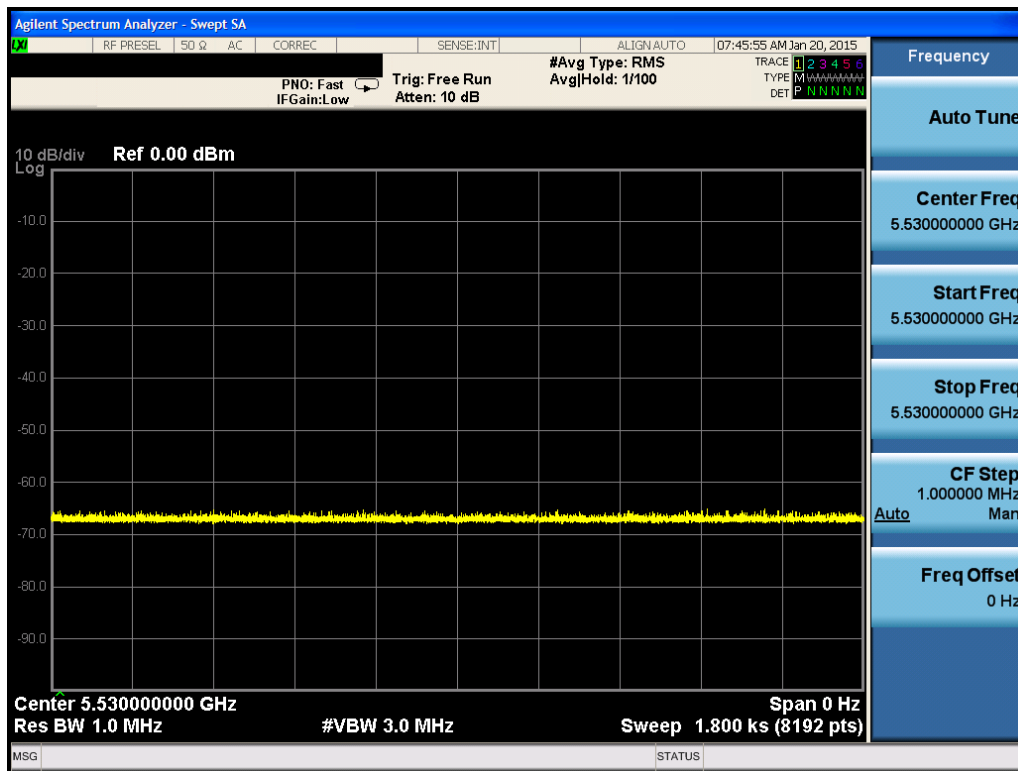 Agilent Spectrum Analyzer - Swept SA
LXI RF PRESEL 50 Ω AC CORREC SENSE:INT ALIGN AUTO 07:45:55 AM Jan 20, 2015
PNO: Fast
IFGain:Low
Trig: Free Run
Atten: 10 dB
#Avg Type: RMS
Avg|Hold: 1/100
TRACE 1 2 3 4 5 6
TYPE M
DET P N N N N N
10 dB/div Ref 0.00 dBm
Log
-10.0
-20.0
-30.0
-40.0
-50.0
-60.0
-70.0
-80.0
-90.0
Center 5.530000000 GHz Span 0 Hz
Res BW 1.0 MHz #VBW 3.0 MHz Sweep 1.800 ks (8192 pts)
MSG STATUS
Frequency
Auto Tune
Center Freq
5.530000000 GHz
Start Freq
5.530000000 GHz
Stop Freq
5.530000000 GHz
CF Step
1.000000 MHz
Auto Man
Freq Offset
0 Hz